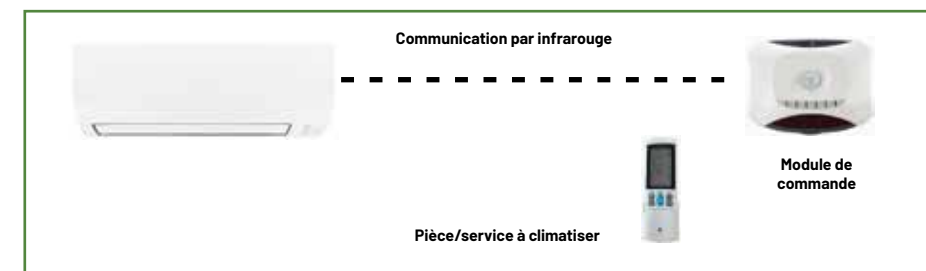 Communication par infrarouge
Module de
commande
Pièce/service à climatiser